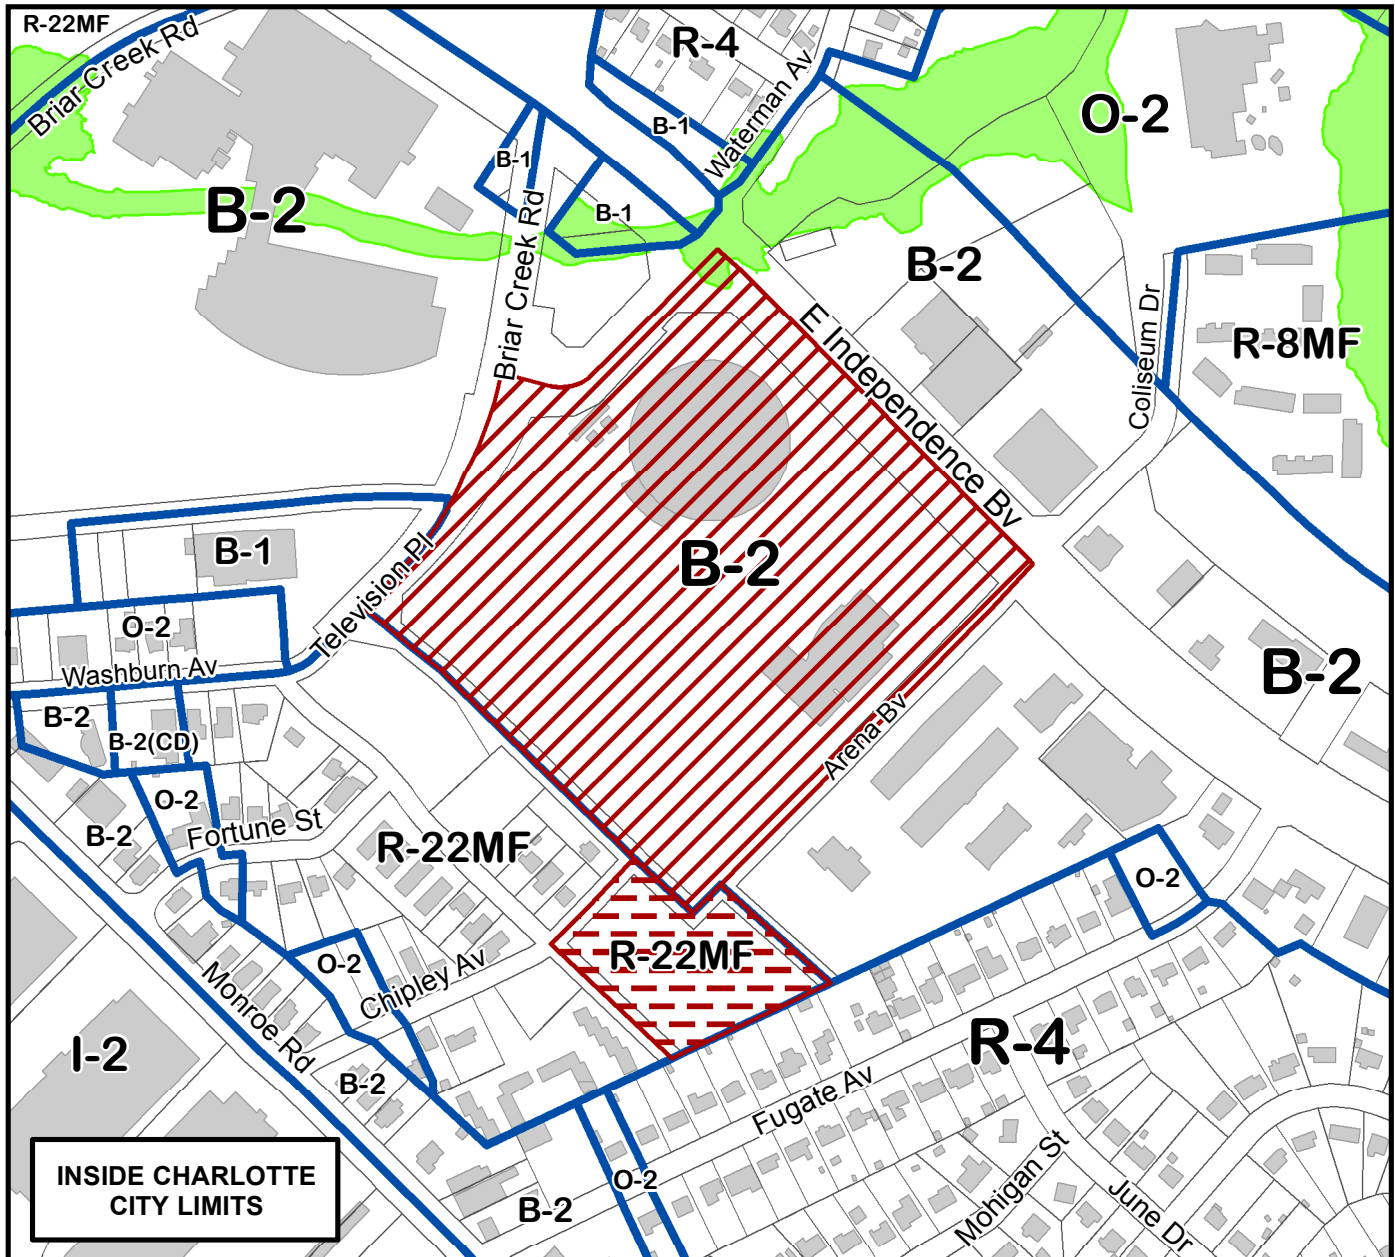 R-22MF
Briar Creek Rd
R-4
Waterman Av
O-2
B-1
B-1
B-2
B-1
Briar Creek Rd
B-2
E Independence Bv
Coliseum Dr
R-8MF
B-1
B-2
Television Pl
O-2
Washburn Av
B-2
B-2
B-2(CD)
Arena Bv
O-2
Fortune St
B-2
R-22MF
O-2
R-22MF
O-2
Chipley Av
Monroe Rd
I-2
B-2
R-4
Fugate Av
O-2
B-2
Mohigan St
June Dr
INSIDE CHARLOTTE
CITY LIMITS